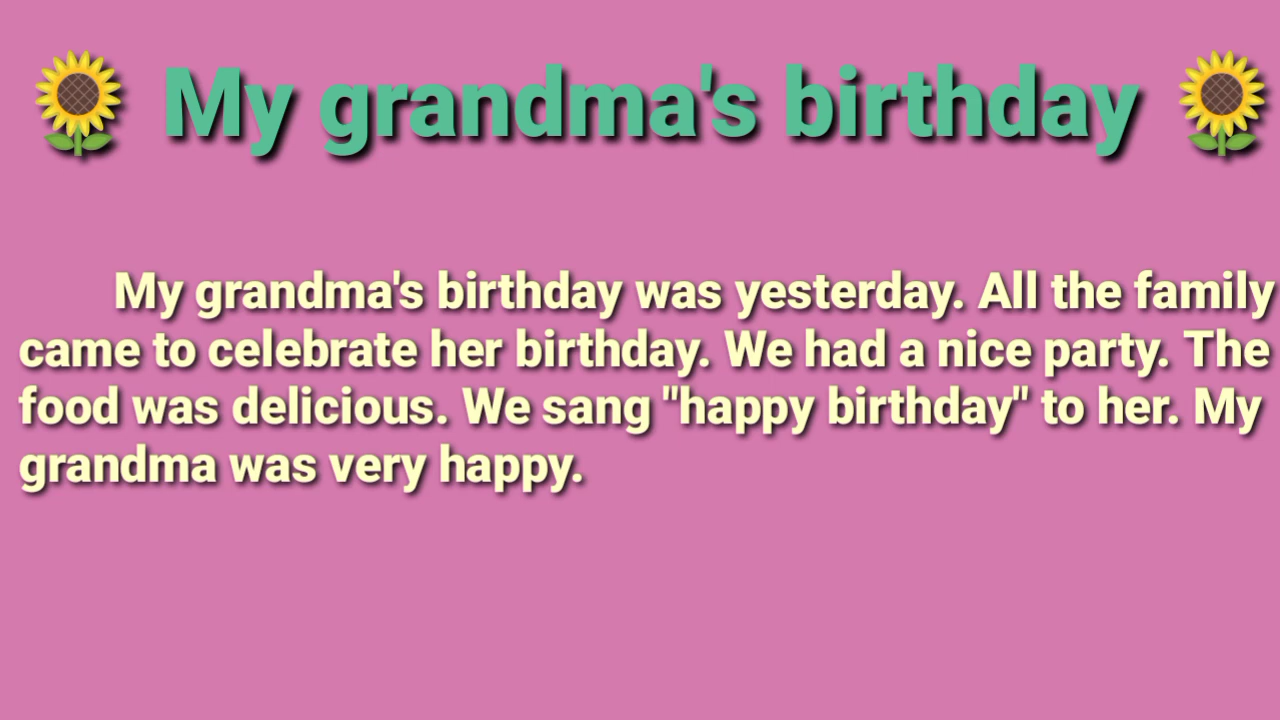 🌻 My grandma's birthday 🌻
My grandma's birthday was yesterday. All the family
came to celebrate her birthday. We had a nice party. The
food was delicious. We sang "happy birthday" to her. My
grandma was very happy.